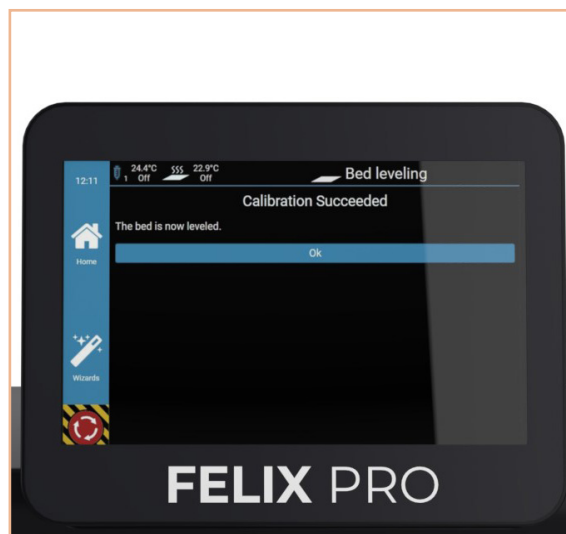 12:11
24.4°C
1 Off
22.9°C
Off
Bed leveling
Calibration Succeeded
The bed is now leveled.
Ok
Home
Wizards
FELIX PRO